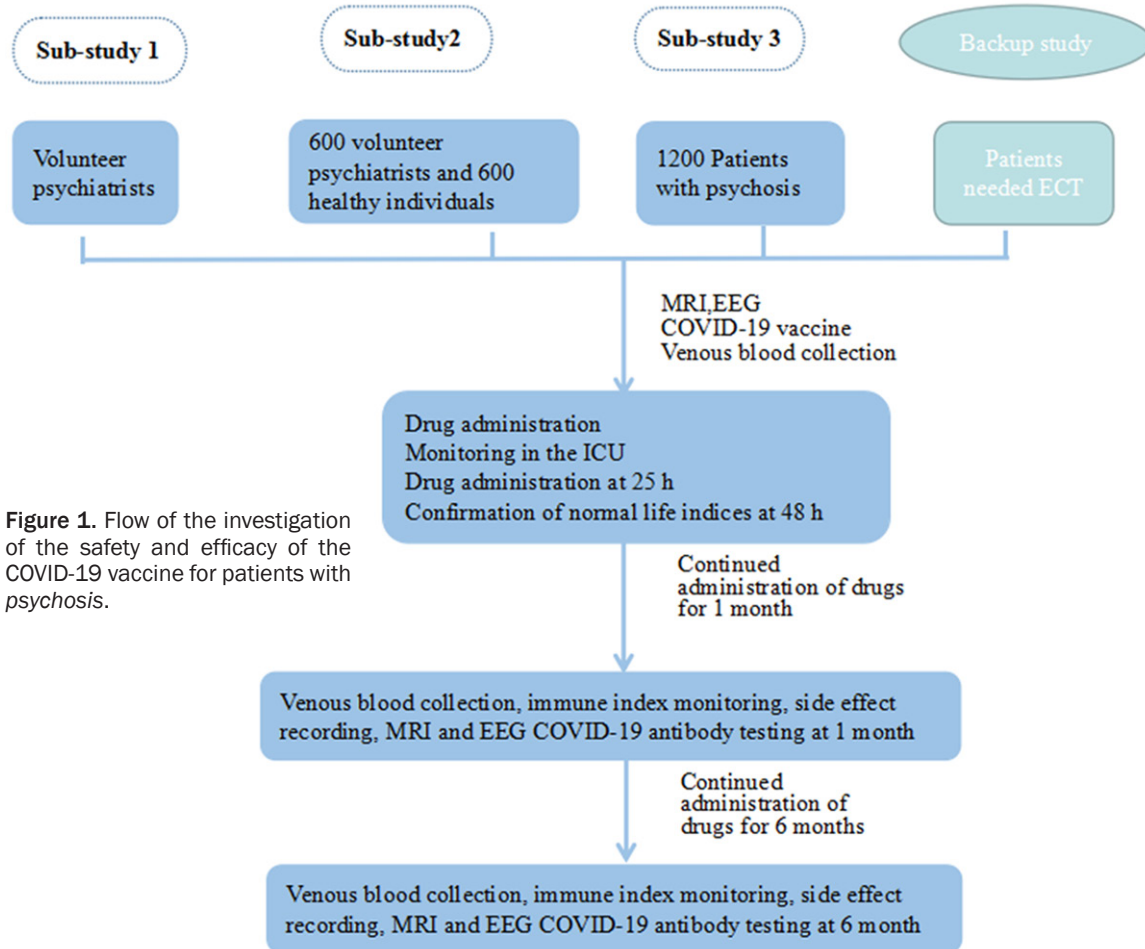 Sub-study 1
Sub-study2
Sub-study 3
Backup study
Volunteer
psychiatrists
600 volunteer
psychiatrists and 600
healthy individuals
1200 Patients
with psychosis
Patients
needed ECT
MRI,EEG
COVID-19 vaccine
Venous blood collection
Drug administration
Monitoring in the ICU
Drug administration at 25 h
Confirmation of normal life indices at 48 h
Figure 1. Flow of the investigation
of the safety and efficacy of the
COVID-19 vaccine for patients with
psychosis.
Continued
administration of drugs
for 1 month
Venous blood collection, immune index monitoring, side effect
recording, MRI and EEG COVID-19 antibody testing at 1 month
Continued
administration of
drugs for 6 months
Venous blood collection, immune index monitoring, side effect
recording, MRI and EEG COVID-19 antibody testing at 6 month